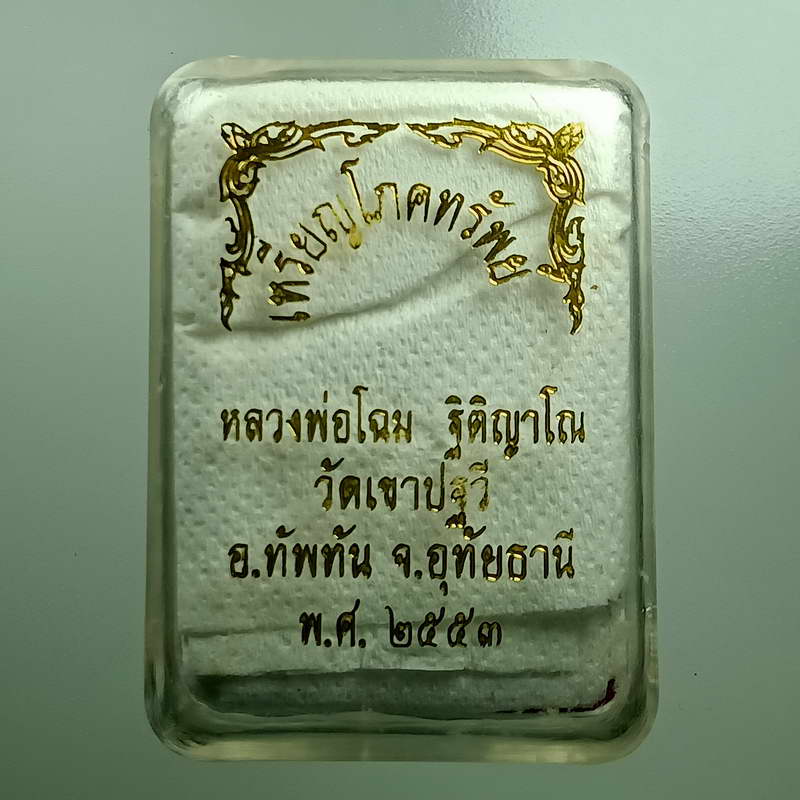 เหรียญโภคทรัพย์
หลวงพ่อโฉม ฐิติญาโณ
วัดเขาปฐวี
อ.ทัพทัน จ.อุทัยธานี
พ.ศ. ๒๕๕๓